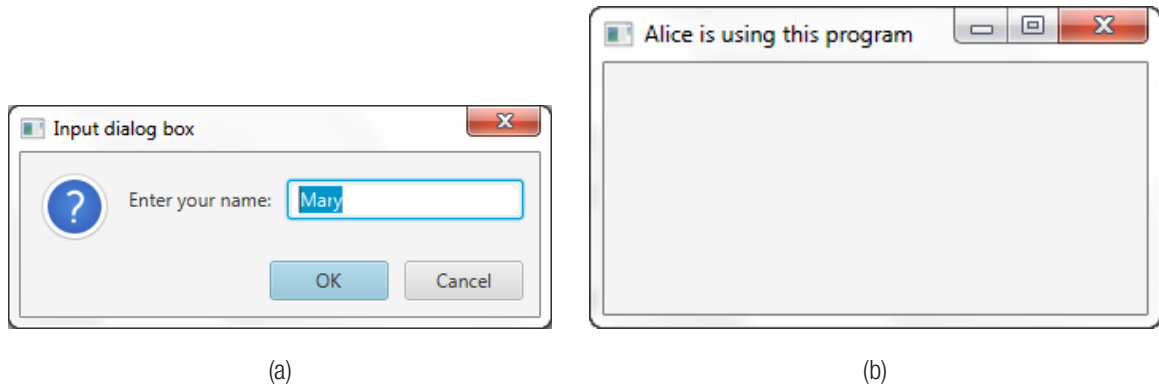 Alice is using this program
Input dialog box
?
Enter your name: Mary
OK Cancel
(a) (b)